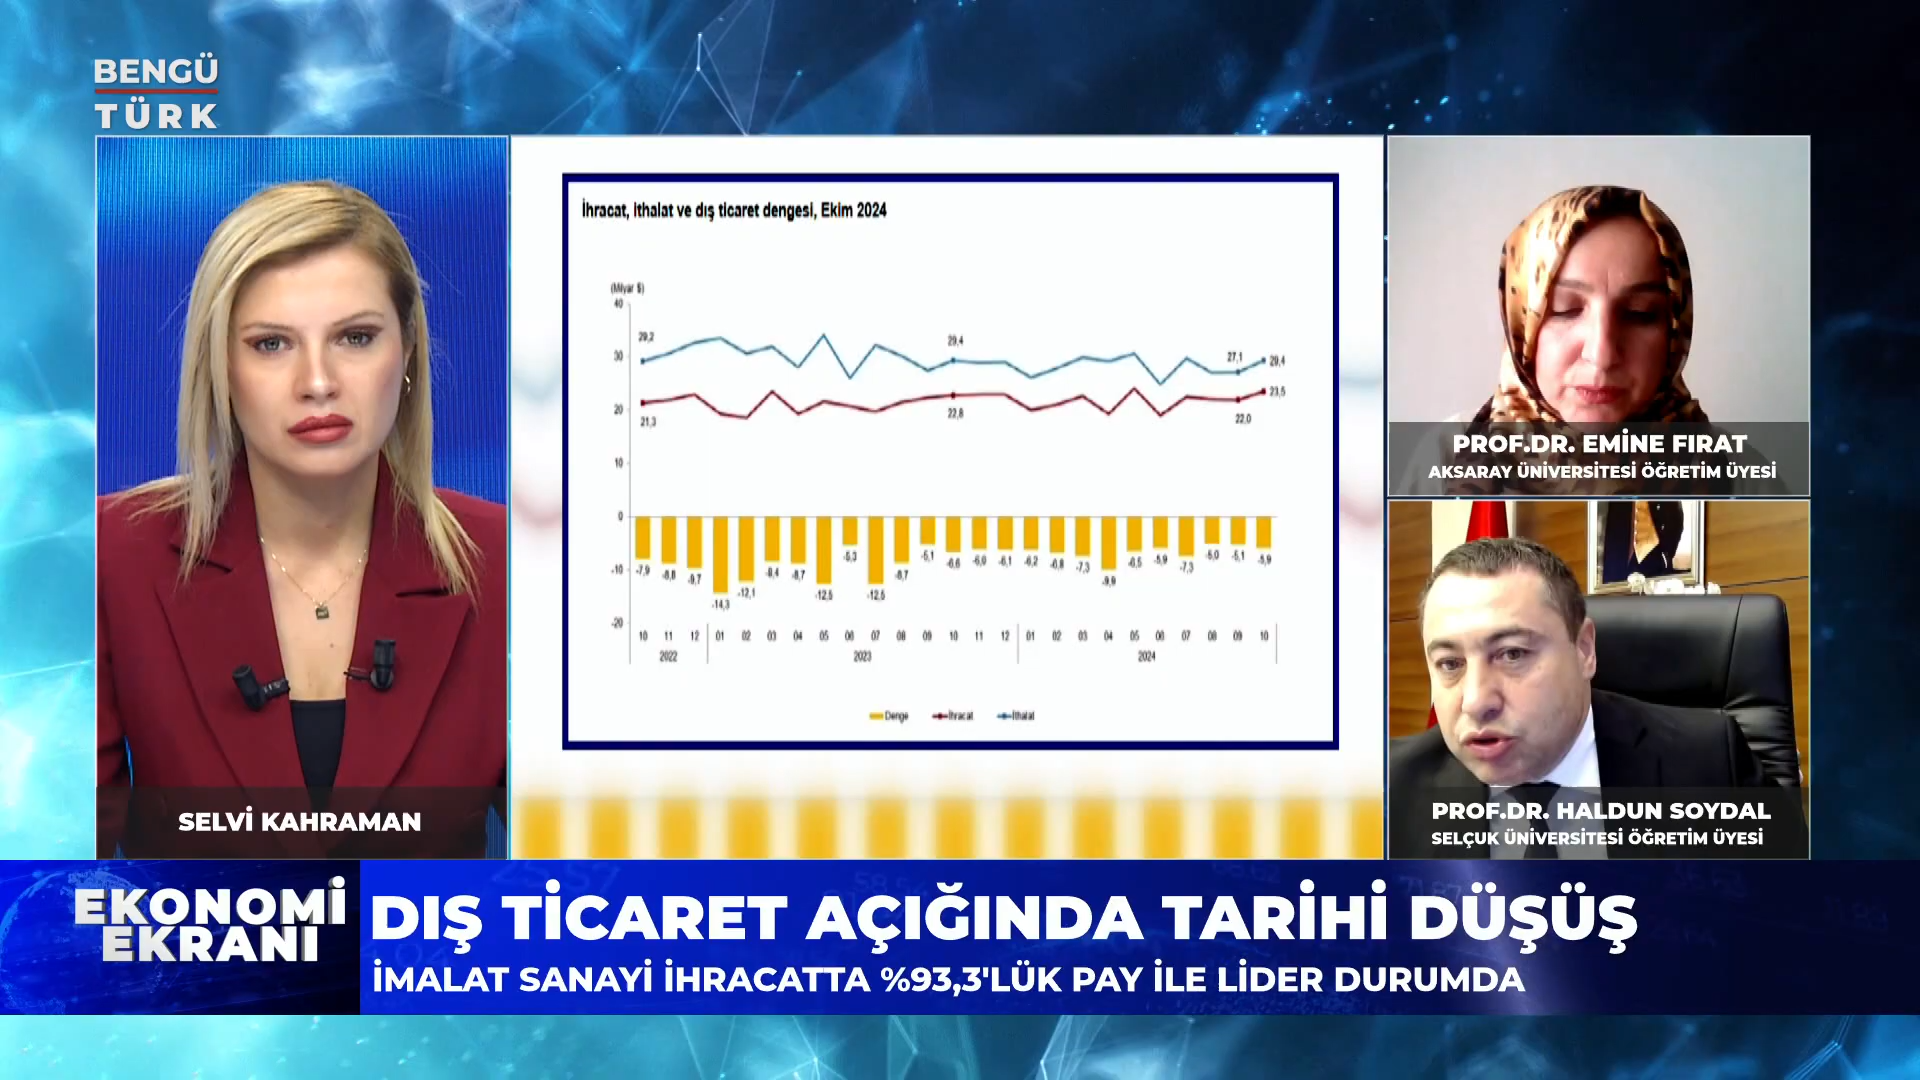 BENGÜ
TÜRK
İhracat, ithalat ve dış ticaret dengesi, Ekim 2024
(Milyar $)
40
30
20
10
0
-10
-20
29,2
29,4
27,1
29,4
21,3
22,8
22,0
23,5
-7,9 -8,8 -9,7 -14,3 -12,1 -8,4 -8,7 -12,5 -5,3 -12,5 -8,7 -5,1 -6,6 -6,0 -6,1 -6,2 -6,8 -7,3 -9,9 -6,5 -5,9 -7,3 -5,0 -5,1 -5,9
10 11 12 01 02 03 04 05 06 07 08 09 10 11 12 01 02 03 04 05 06 07 08 09 10
2022 2023 2024
Denge İhracat İthalat
PROF.DR. EMİNE FIRAT
AKSARAY ÜNİVERSİTESİ ÖĞRETİM ÜYESİ
PROF.DR. HALDUN SOYDAL
SELÇUK ÜNİVERSİTESİ ÖĞRETİM ÜYESİ
SELVİ KAHRAMAN
EKONOMİ
EKRANI
DIŞ TİCARET AÇIĞINDA TARİHİ DÜŞÜŞ
İMALAT SANAYİ İHRACATTA %93,3'LÜK PAY İLE LİDER DURUMDA